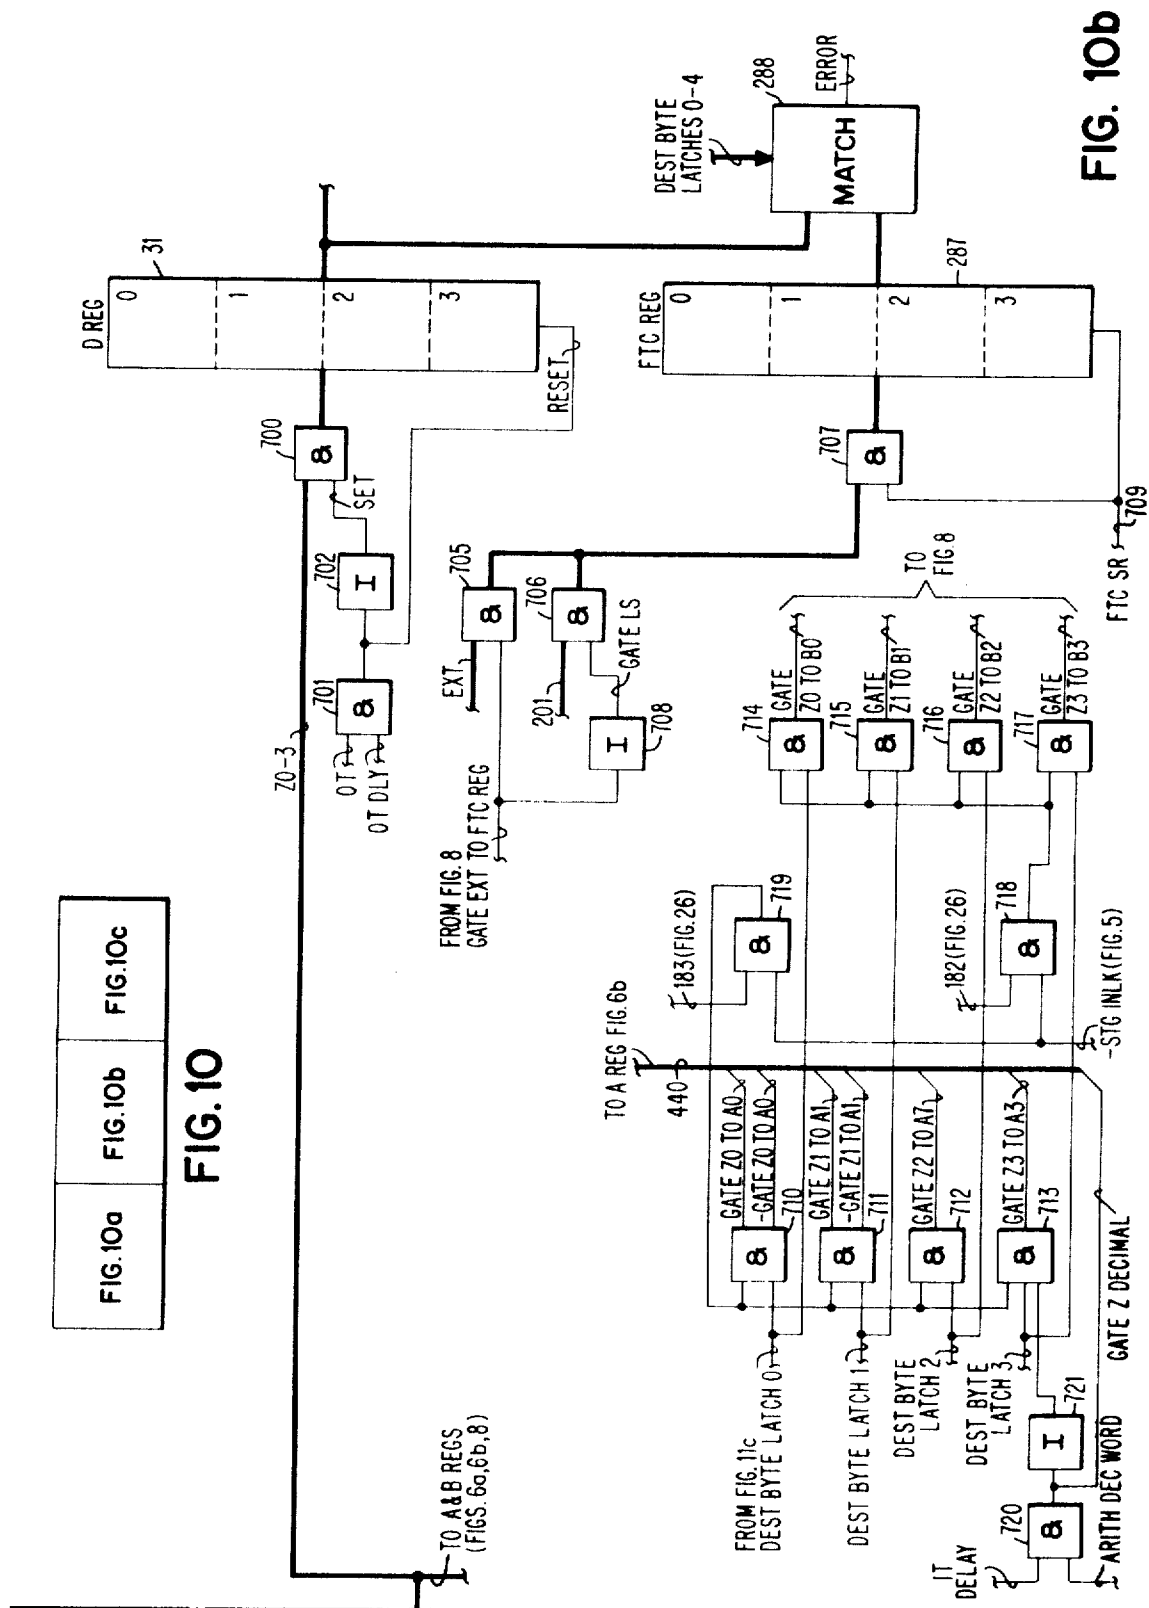 FIG. 10a
FIG. 10b
FIG. 10c
FIG. 10
D REG
31
0
1
2
3
Z0-3
700
SET
702
I
&
701
&
0T
0T DLY
RESET
TO A&B REGS
(FIGS. 6a, 6b, 8)
DEST BYTE
LATCHES 0-4
288
MATCH
ERROR
FTC REG
287
0
1
2
3
707
&
EXT
705
&
201
706
&
GATE LS
I
708
FROM FIG. 8
GATE EXT TO FTC REG
FTC SR
709
TO
FIG. 8
714
&
GATE
Z0 TO B0
715
&
GATE
Z1 TO B1
716
&
GATE
Z2 TO B2
717
&
GATE
Z3 TO B3
183 (FIG. 26)
&
719
182 (FIG. 26)
&
718
-STG INLK (FIG. 5)
TO A REG FIG. 6b
440
GATE Z0 TO A0
-GATE Z0 TO A0
&
710
GATE Z1 TO A1
-GATE Z1 TO A1
&
711
GATE Z2 TO A7
&
712
GATE Z3 TO A3
&
713
FROM FIG. 11c
DEST BYTE LATCH 0
DEST BYTE LATCH 1
DEST BYTE
LATCH 2
DEST BYTE
LATCH 3
I
721
GATE Z DECIMAL
1T
DELAY
720
&
ARITH DEC WORD
FIG. 10b